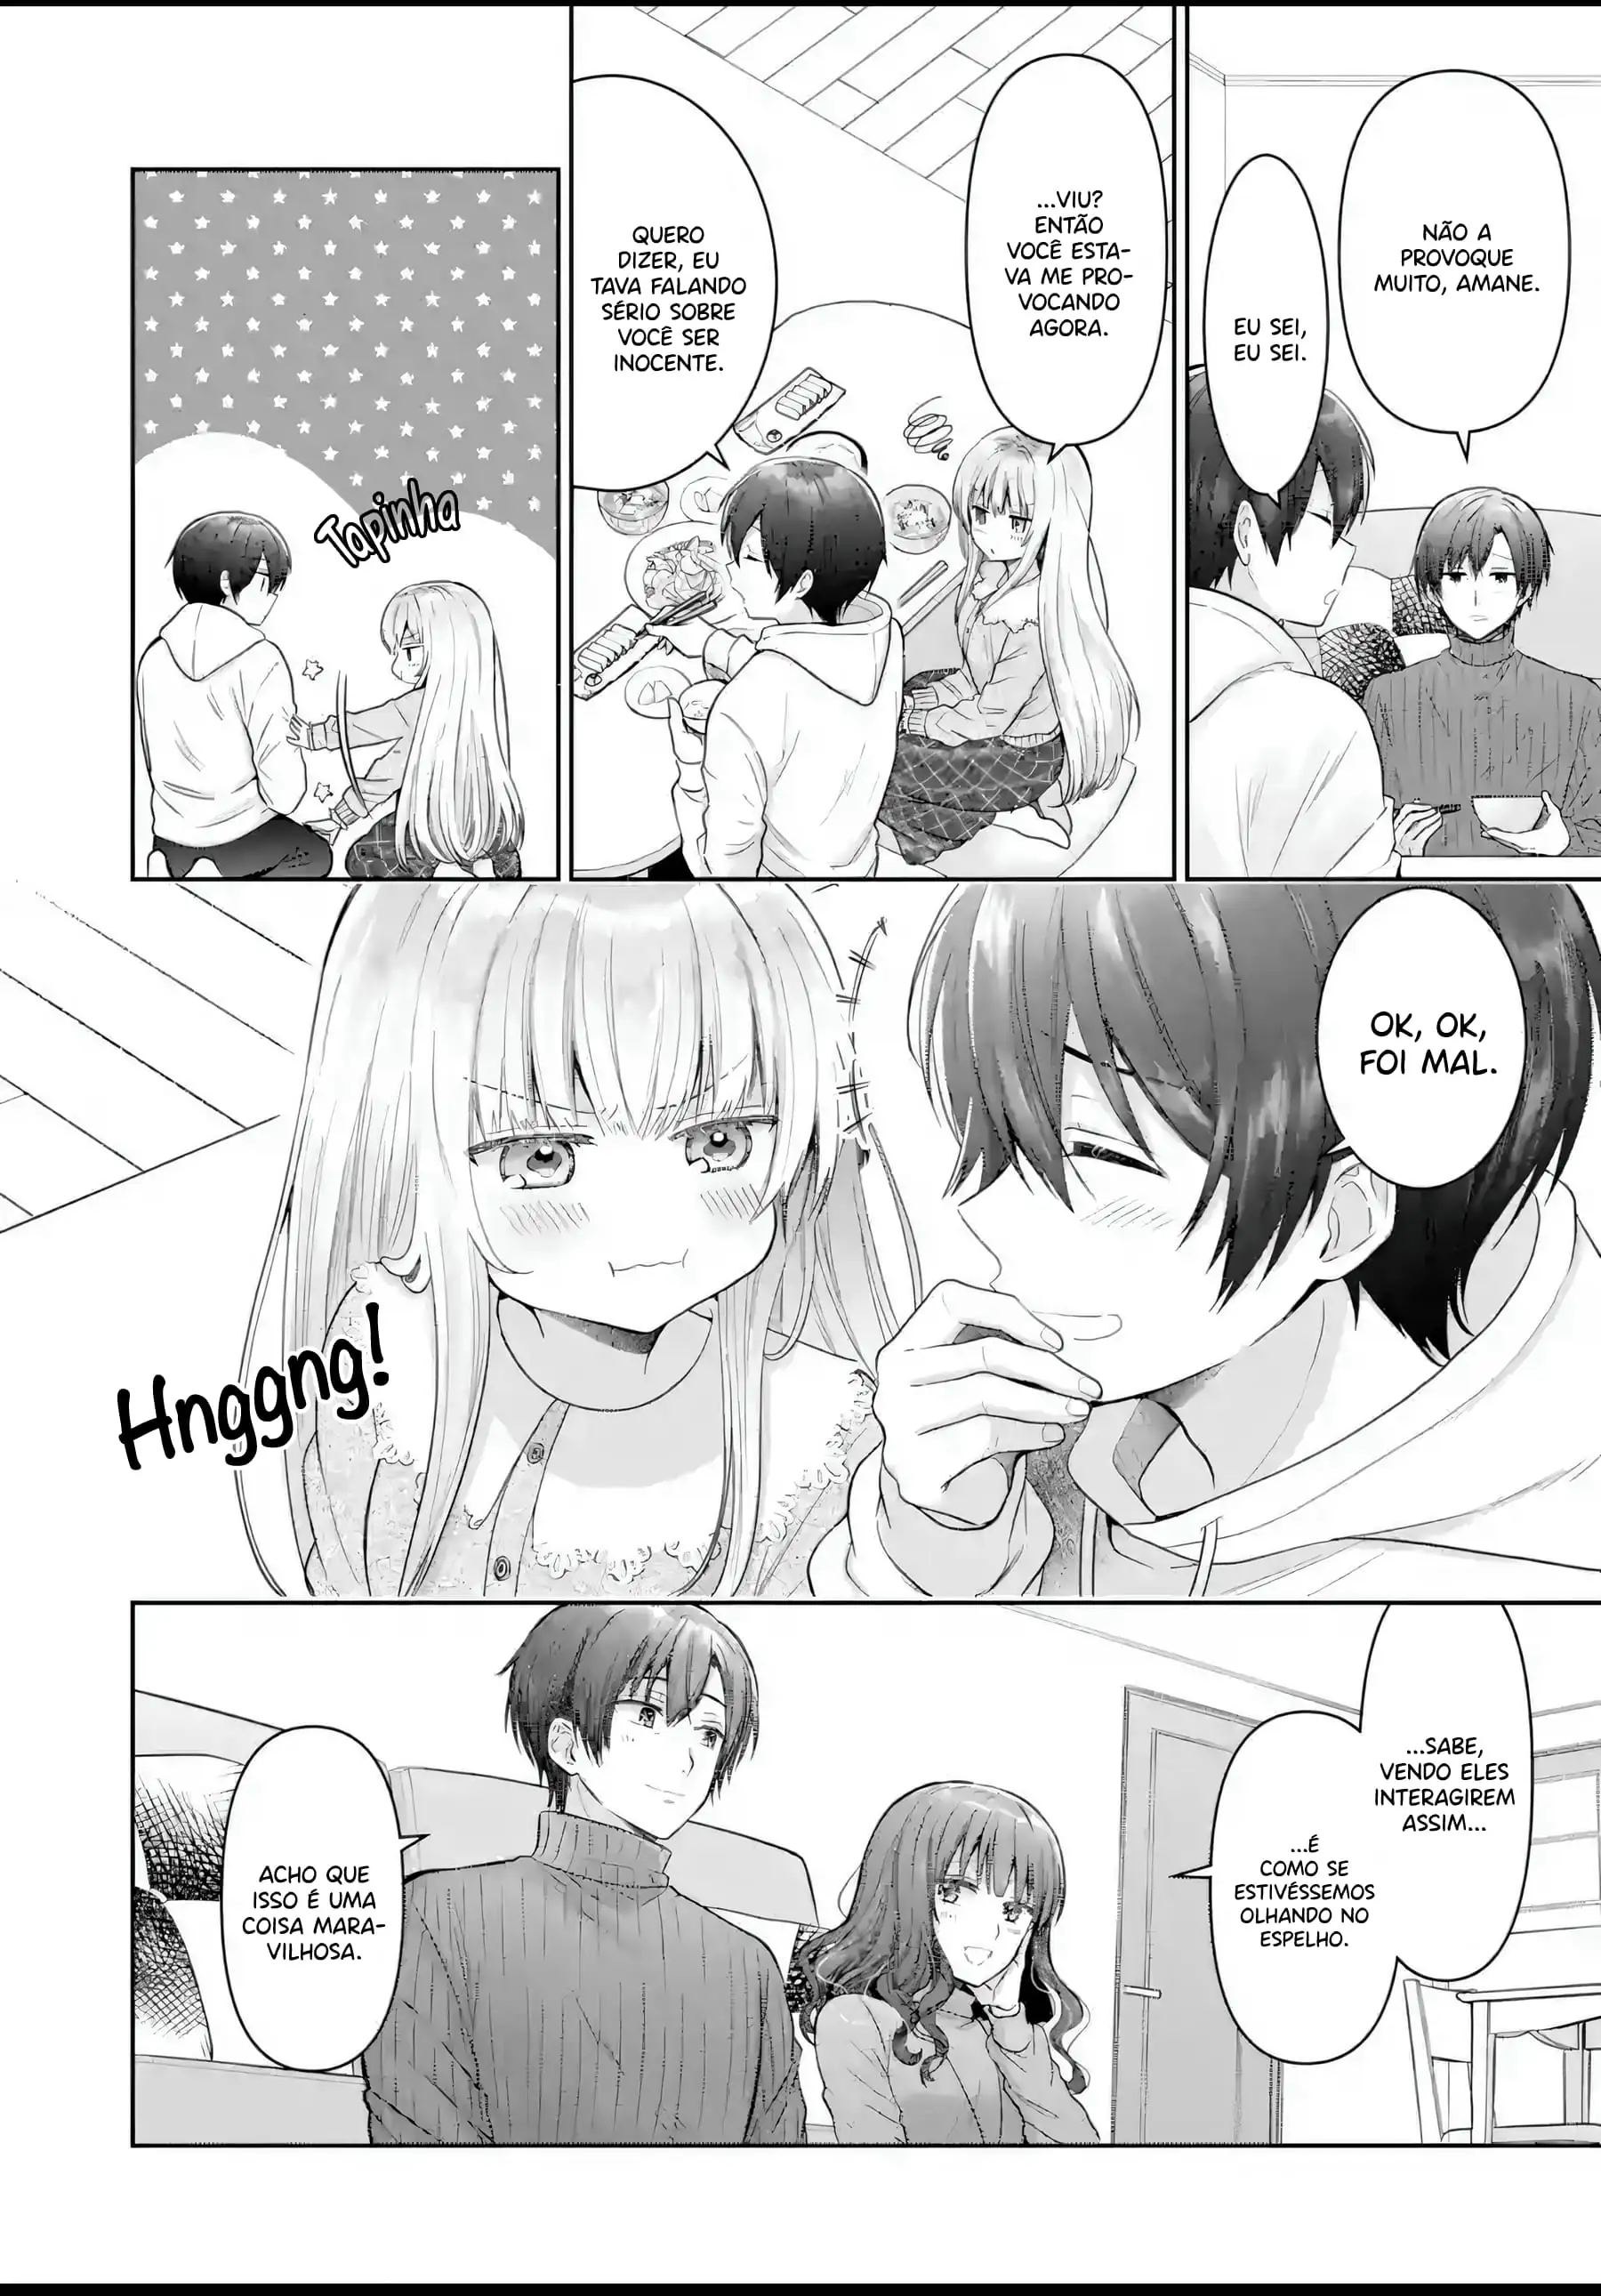 NÃO A
PROVOQUE
MUITO, AMANE.
EU SEI,
EU SEI.
...VIU?
ENTÃO
VOCÊ ESTA-
VA ME PRO-
VOCANDO
AGORA.
QUERO
DIZER, EU
TAVA FALANDO
SÉRIO SOBRE
VOCÊ SER
INOCENTE.
Tapinha
OK, OK,
FOI MAL.
Hnggng!
...SABE,
VENDO ELES
INTERAGIREM
ASSIM...
...É
COMO SE
ESTIVÉSSEMOS
OLHANDO NO
ESPELHO.
ACHO QUE
ISSO É UMA
COISA MARA-
VILHOSA.